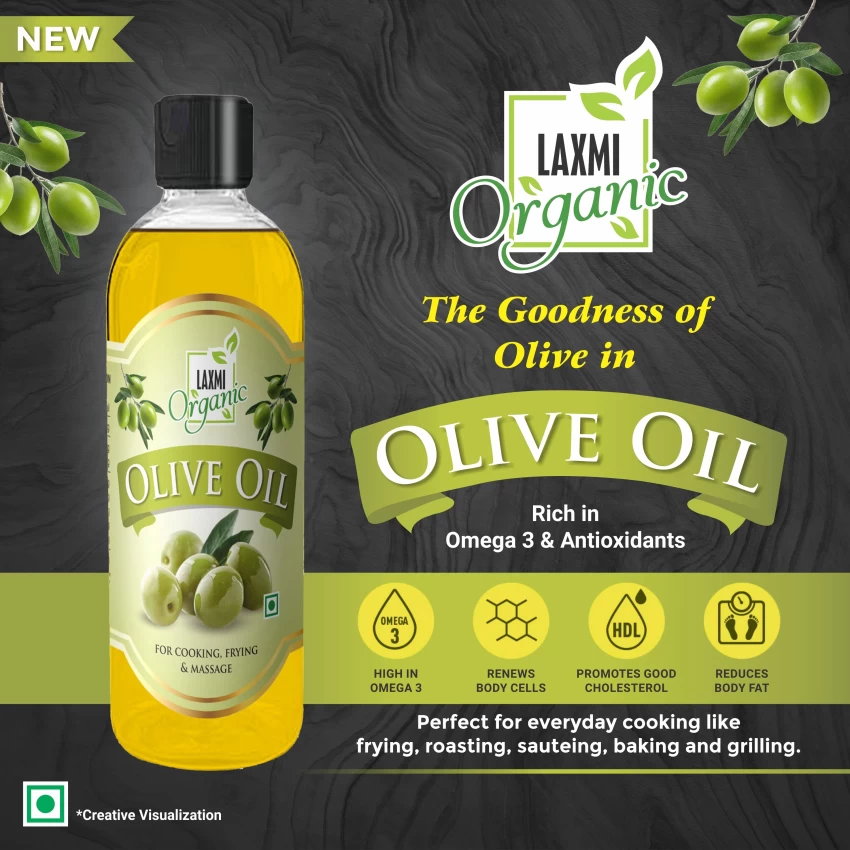 NEW
LAXMI
Organic
The Goodness of
Olive in
OLIVE OIL
Rich in
Omega 3 & Antioxidants
LAXMI
Organic
OLIVE OIL
FOR COOKING, FRYING
& MASSAGE
OMEGA
3
HDL
HIGH IN
OMEGA 3
RENEWS
BODY CELLS
PROMOTES GOOD
CHOLESTEROL
REDUCES
BODY FAT
Perfect for everyday cooking like
frying, roasting, sauteing, baking and grilling.
*Creative Visualization